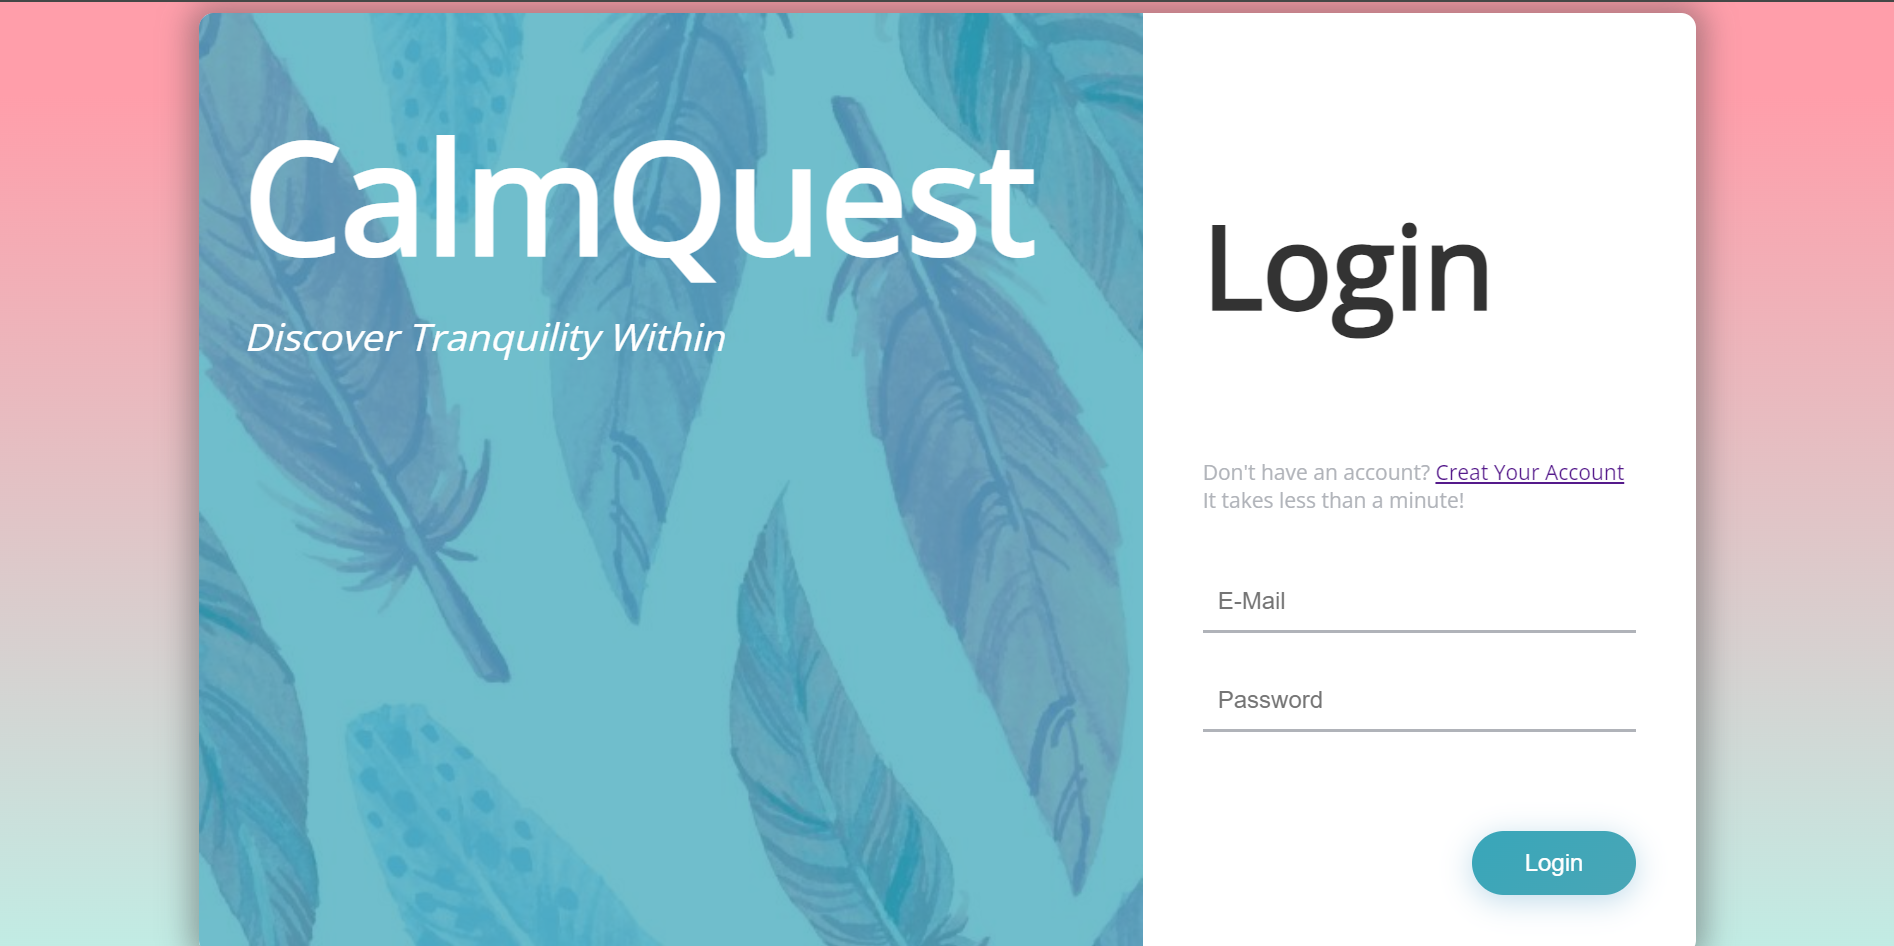 CalmQuest
Discover Tranquility Within
Login
Don't have an account? Creat Your Account
It takes less than a minute!
E-Mail
Password
Login